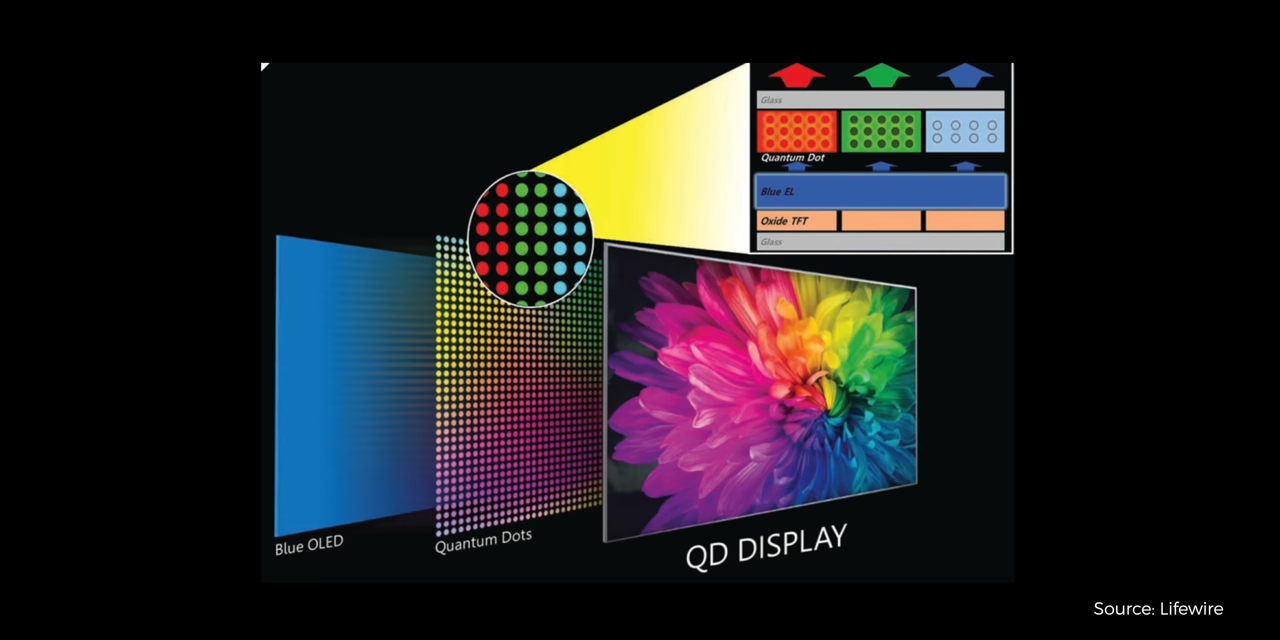 Glass
Quantum Dot
Blue EL
Oxide TFT
Glass
Blue OLED
Quantum Dots
QD DISPLAY
Source: Lifewire